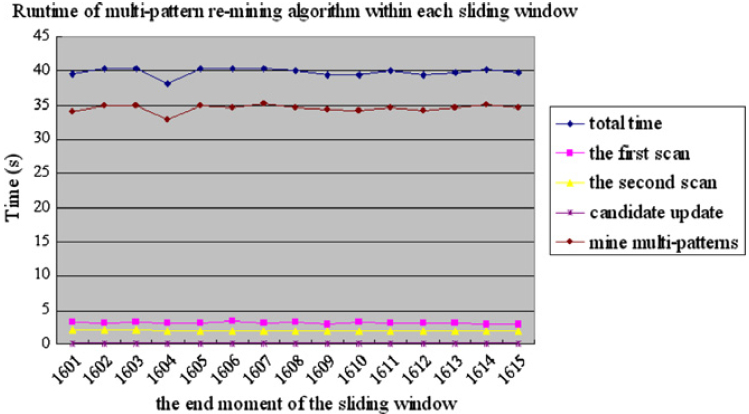 Runtime of multi-pattern re-mining algorithm within each sliding window
45
40
35
30
25
20
15
10
5
0
Time (s)
1601 1602 1603 1604 1605 1606 1607 1608 1609 1610 1611 1612 1613 1614 1615
the end moment of the sliding window
total time
the first scan
the second scan
candidate update
mine multi-patterns